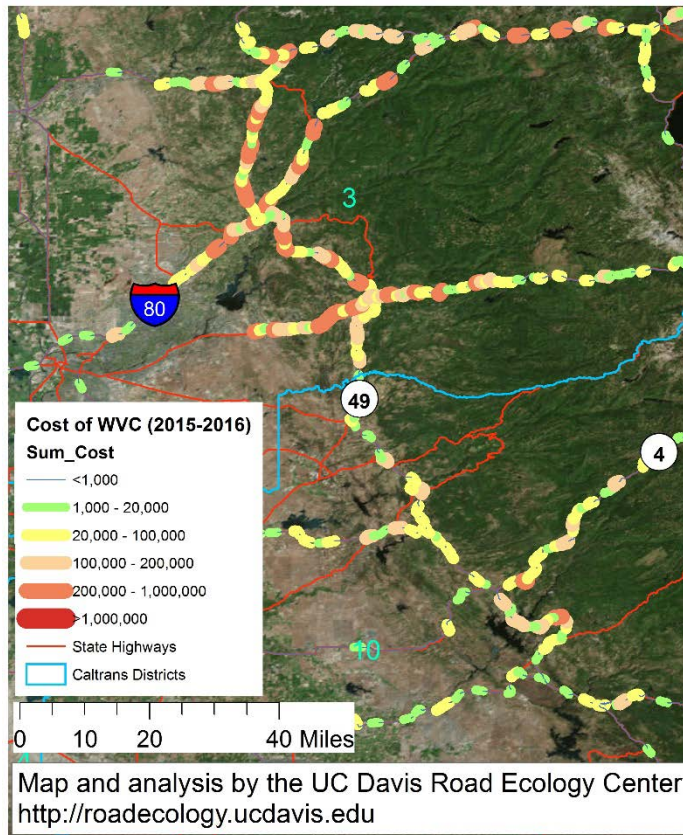 3
80
49
4
Cost of WVC (2015-2016)
Sum_Cost
<1,000
1,000 - 20,000
20,000 - 100,000
100,000 - 200,000
200,000 - 1,000,000
>1,000,000
State Highways
Caltrans Districts
10
0 10 20 40 Miles
Map and analysis by the UC Davis Road Ecology Center
http://roadecology.ucdavis.edu